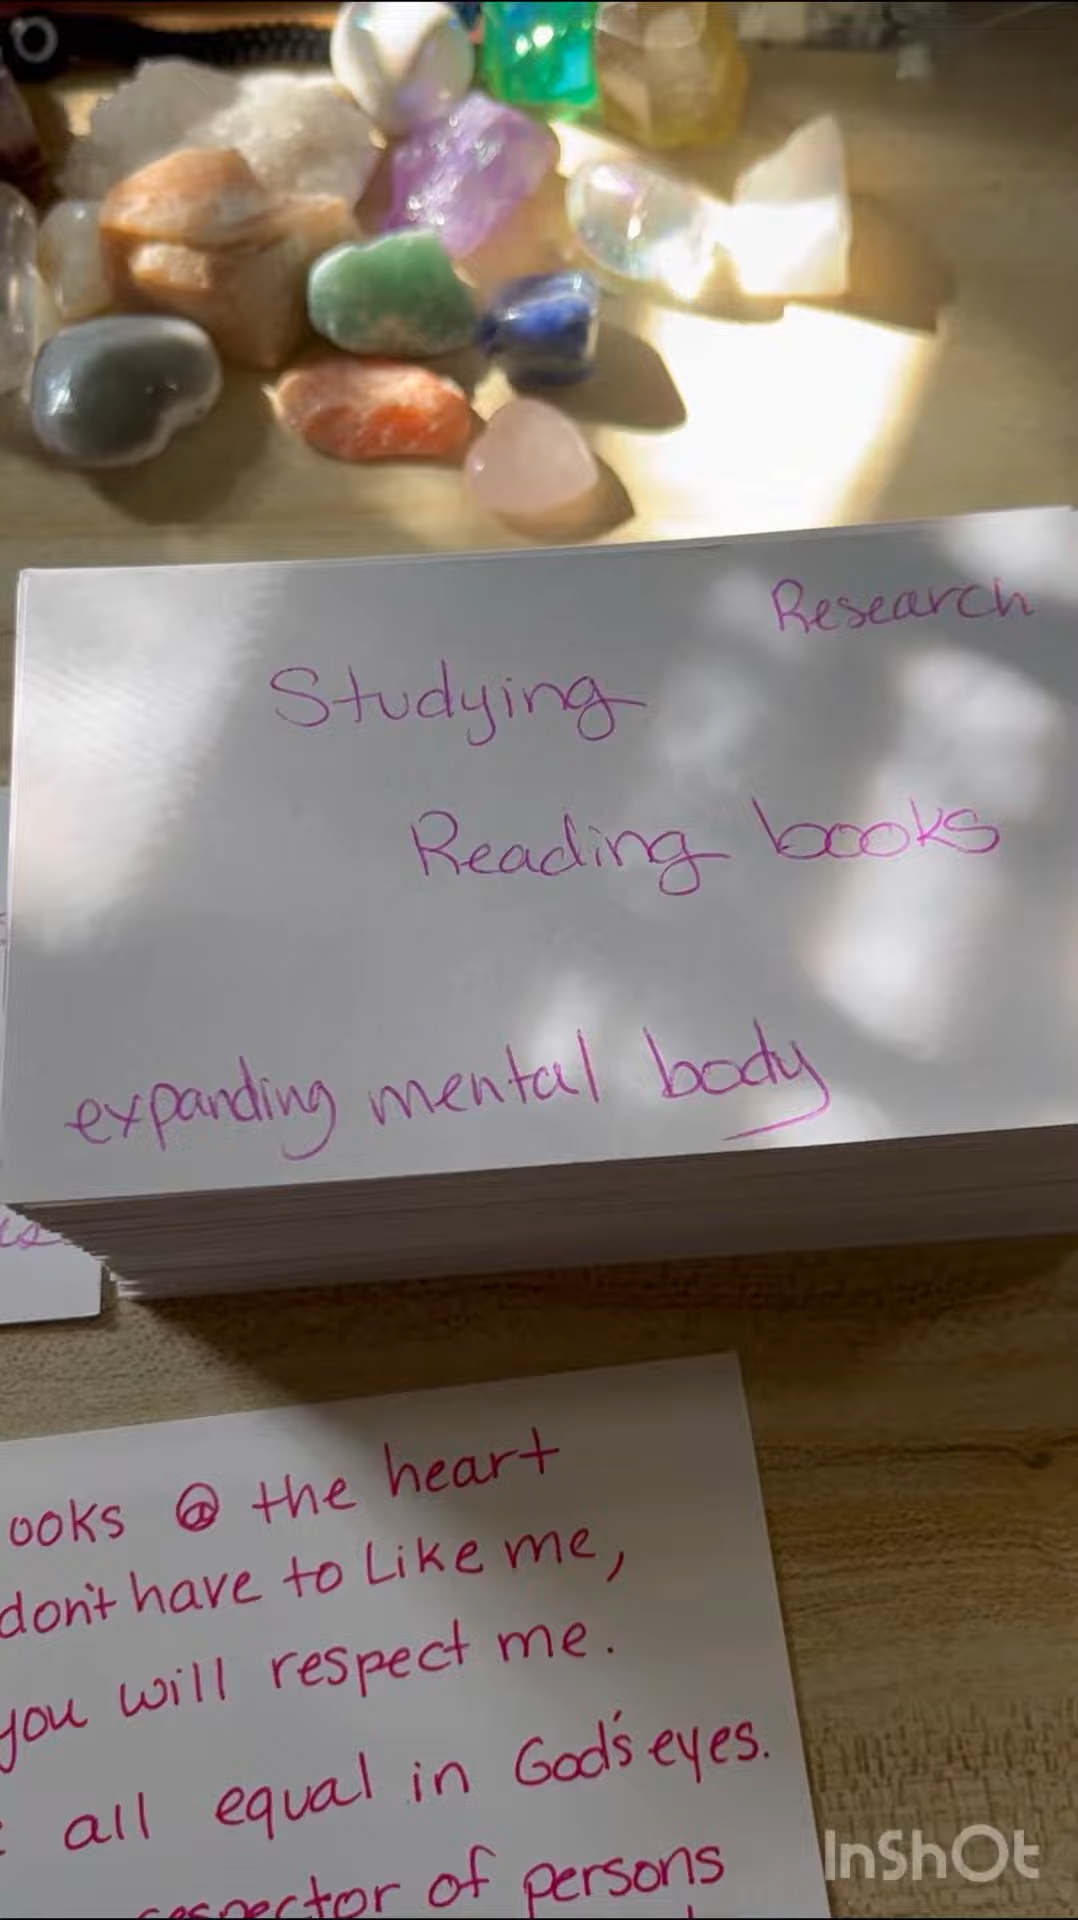 Research
Studying
Reading books
expanding mental body
ooks @ the heart
don't have to Like me,
you will respect me.
all equal in God's eyes.
respector of persons
InShOt